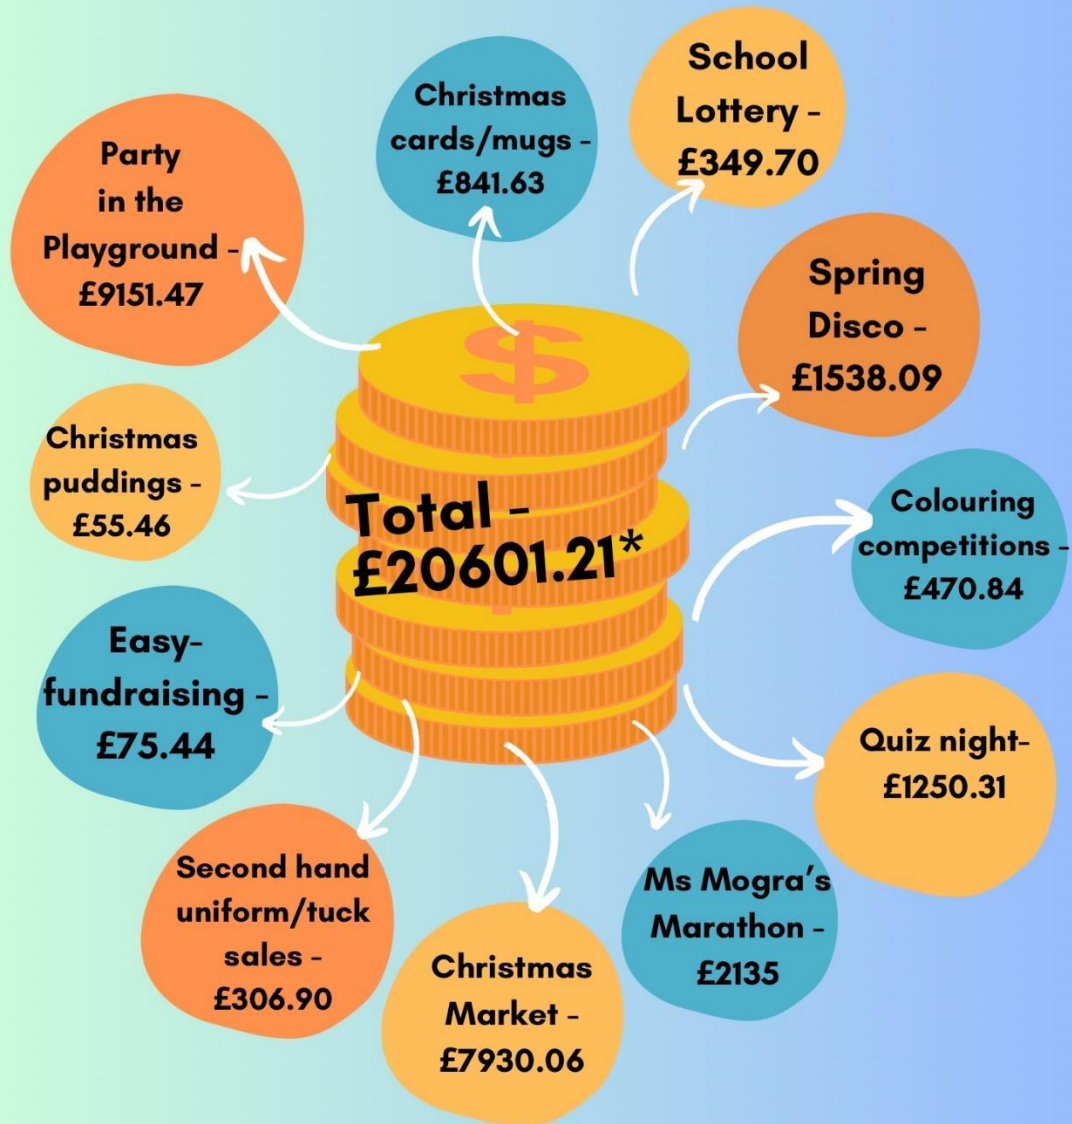 School
Lottery -
£349.70
Christmas
cards/mugs -
£841.63
Party
in the
Playground -
£9151.47
Spring
Disco -
£1538.09
$
Christmas
puddings -
£55.46
Total -
£20601.21*
Colouring
competitions -
£470.84
Easy-
fundraising -
£75.44
Quiz night-
£1250.31
Second hand
uniform/tuck
sales -
£306.90
Christmas
Market -
£7930.06
Ms Mogra's
Marathon -
£2135